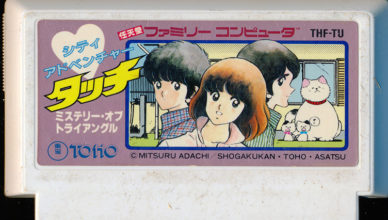 任天堂 ファミリー コンピュータ™ THF-TU
シティ
アドベンチャー
タッチ
ミステリー・オブ
トライアングル
TOHO
© MITSURU ADACHI / SHOGAKUKAN・TOHO・ASATSU